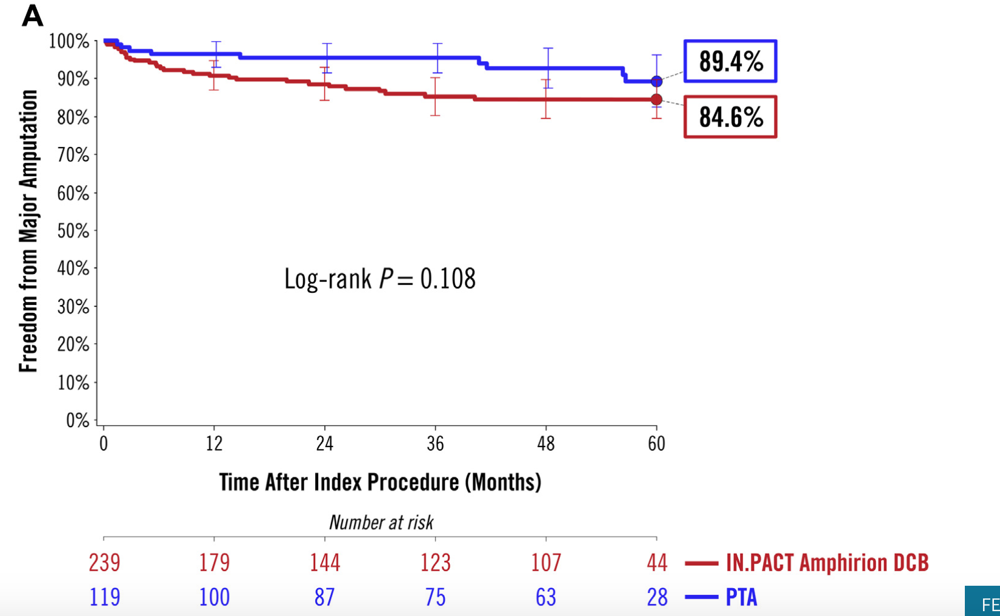 A
100%
90%
80%
70%
60%
50%
40%
30%
20%
10%
0%
Freedom from Major Amputation
89.4%
84.6%
Log-rank P = 0.108
0 12 24 36 48 60
Time After Index Procedure (Months)
Number at risk
239 179 144 123 107 44 IN.PACT Amphirion DCB
119 100 87 75 63 28 PTA
FE